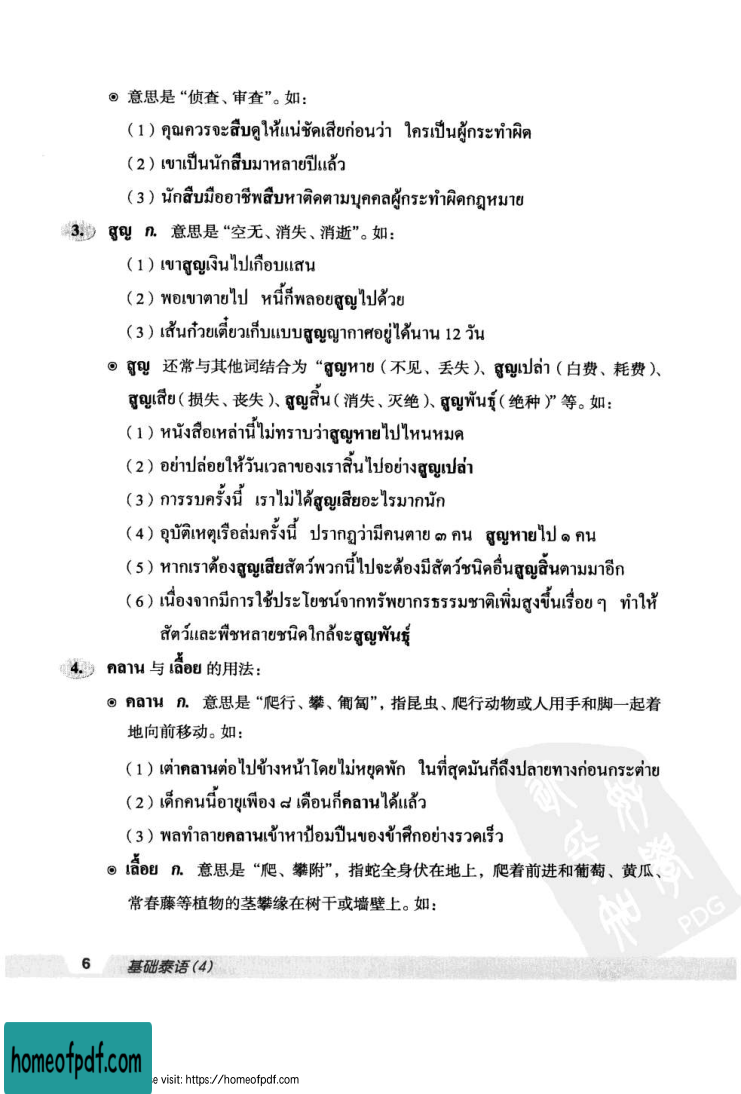 ◉ 意思是“侦查、审查”。如：
（1）คุณควรจะสืบดูให้แน่ชัดเสียก่อนว่า ใครเป็นผู้กระทำผิด
（2）เขาเป็นนักสืบมาหลายปีแล้ว
（3）นักสืบมืออาชีพสืบหาติดตามบุคคลผู้กระทำผิดกฎหมาย
3. สูญ ก. 意思是“空无、消失、消逝”。如：
（1）เขาสูญเงินไปเกือบแสน
（2）พอเขาตายไป หนี้ก็พลอยสูญไปด้วย
（3）เส้นก๋วยเตี๋ยวเก็บแบบสูญญากาศอยู่ได้นาน 12 วัน
◉ สูญ 还常与其他词结合为“สูญหาย（不见、丢失）、สูญเปล่า（白费、耗费）、
สูญเสีย（损失、丧失）、สูญสิ้น（消失、灭绝）、สูญพันธุ์（绝种）”等。如：
（1）หนังสือเหล่านี้ไม่ทราบว่าสูญหายไปไหนหมด
（2）อย่าปล่อยให้วันเวลาของเราสิ้นไปอย่างสูญเปล่า
（3）การรบครั้งนี้ เราไม่ได้สูญเสียอะไรมากนัก
（4）อุบัติเหตุเรือล่มครั้งนี้ ปรากฏว่ามีคนตาย ๓ คน สูญหายไป ๑ คน
（5）หากเราต้องสูญเสียสัตว์พวกนี้ไปจะต้องมีสัตว์ชนิดอื่นสูญสิ้นตามมาอีก
（6）เนื่องจากมีการใช้ประโยชน์จากทรัพยากรธรรมชาติเพิ่มสูงขึ้นเรื่อย ๆ ทำให้
สัตว์และพืชหลายชนิดใกล้จะสูญพันธุ์
4. คลาน 与 เลื้อย 的用法：
◉ คลาน ก. 意思是“爬行、攀、匍匐”，指昆虫、爬行动物或人用手和脚一起着
地向前移动。如：
（1）เต่าคลานต่อไปข้างหน้าโดยไม่หยุดพัก ในที่สุดมันก็ถึงปลายทางก่อนกระต่าย
（2）เด็กคนนี้อายุเพียง ๘ เดือนก็คลานได้แล้ว
（3）พลทำลายคลานเข้าหาป้อมปืนของข้าศึกอย่างรวดเร็ว
◉ เลื้อย ก. 意思是“爬、攀附”，指蛇全身伏在地上，爬着前进和葡萄、黄瓜、
常春藤等植物的茎攀缘在树干或墙壁上。如：
PDG
6 基础泰语(4)
homeofpdf.com
e visit: https://homeofpdf.com